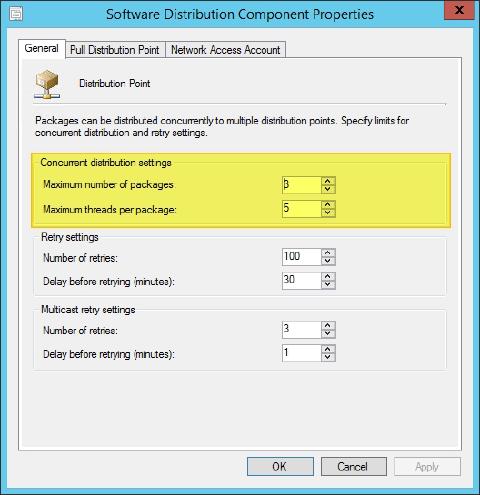 Software Distribution Component Properties
x
General Pull Distribution Point Network Access Account
Distribution Point
Packages can be distributed concurrently to multiple distribution points. Specify limits for
concurrent distribution and retry settings.
Concurrent distribution settings
Maximum number of packages: 3
Maximum threads per package: 5
Retry settings
Number of retries: 100
Delay before retrying (minutes): 30
Multicast retry settings
Number of retries: 3
Delay before retrying (minutes): 1
OK Cancel Apply